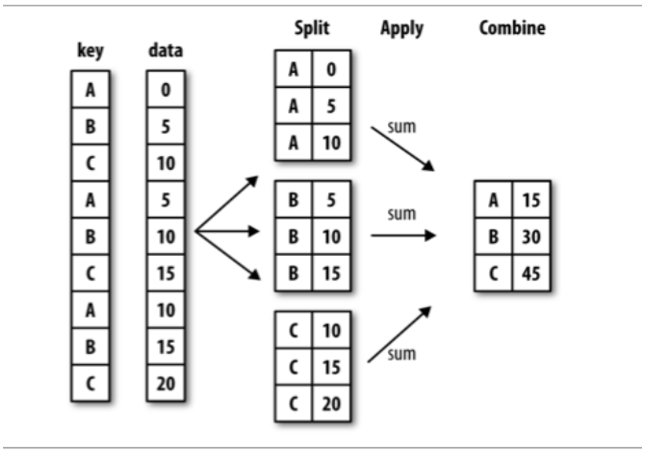 Split Apply Combine
key data
A 0
B 5
C 10
A 5
B 10
C 15
A 10
B 15
C 20
A 0
A 5
A 10
B 5
B 10
B 15
C 10
C 15
C 20
sum
sum
sum
A 15
B 30
C 45